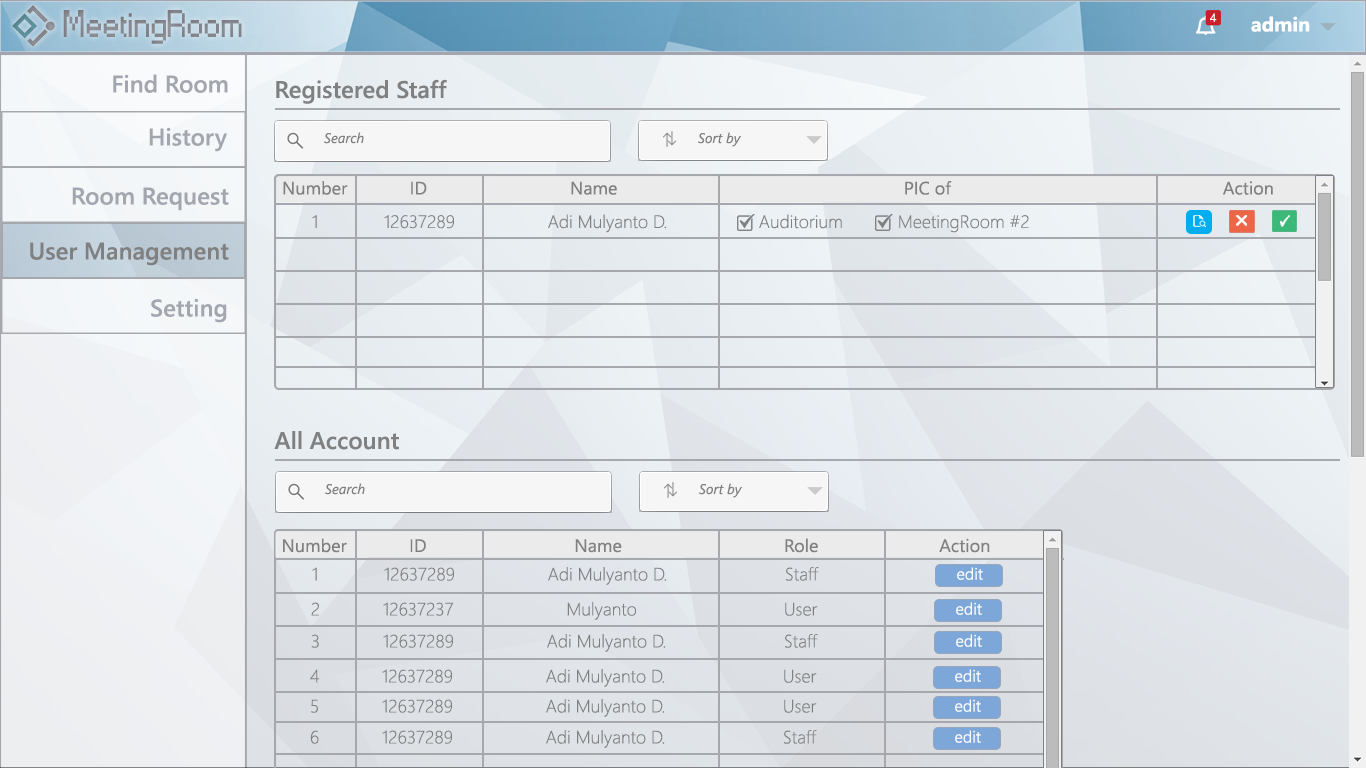 MeetingRoom
4
admin
Find Room
History
Room Request
User Management
Setting
Registered Staff
Search
Sort by
Number ID Name PIC of Action
1 12637289 Adi Mulyanto D. Auditorium MeetingRoom #2
All Account
Search
Sort by
Number ID Name Role Action
1 12637289 Adi Mulyanto D. Staff edit
2 12637237 Mulyanto User edit
3 12637289 Adi Mulyanto D. Staff edit
4 12637289 Adi Mulyanto D. User edit
5 12637289 Adi Mulyanto D. User edit
6 12637289 Adi Mulyanto D. Staff edit